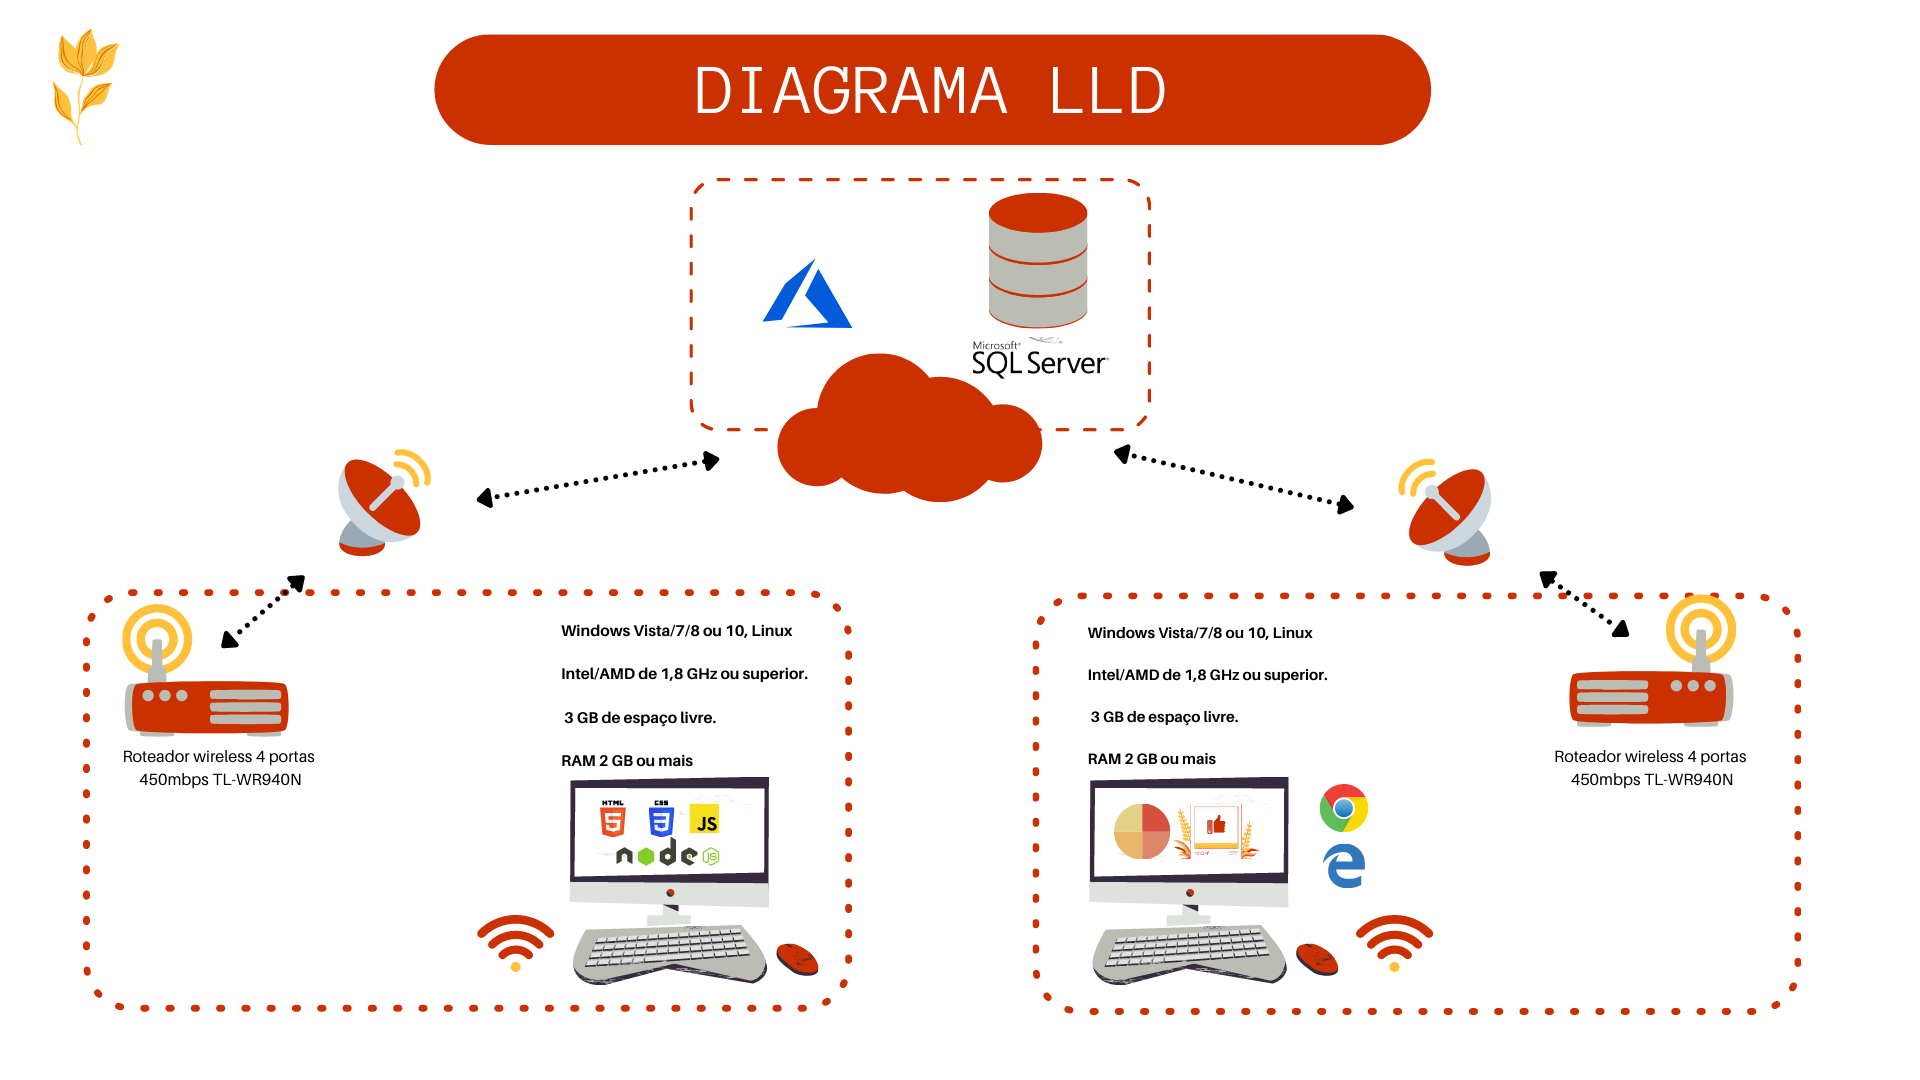 DIAGRAMA LLD
Microsoft®
SQL Server
Windows Vista/7/8 ou 10, Linux
Intel/AMD de 1,8 GHz ou superior.
3 GB de espaço livre.
RAM 2 GB ou mais
Roteador wireless 4 portas
450mbps TL-WR940N
HTML
5
CSS
3
JS
node
JS
Windows Vista/7/8 ou 10, Linux
Intel/AMD de 1,8 GHz ou superior.
3 GB de espaço livre.
RAM 2 GB ou mais
Roteador wireless 4 portas
450mbps TL-WR940N